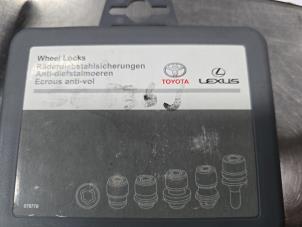 Wheel Locks
Räderdiebstahlsicherungen
Anti-diefstalmoeren
Ecrous anti-vol
TOYOTA
LEXUS